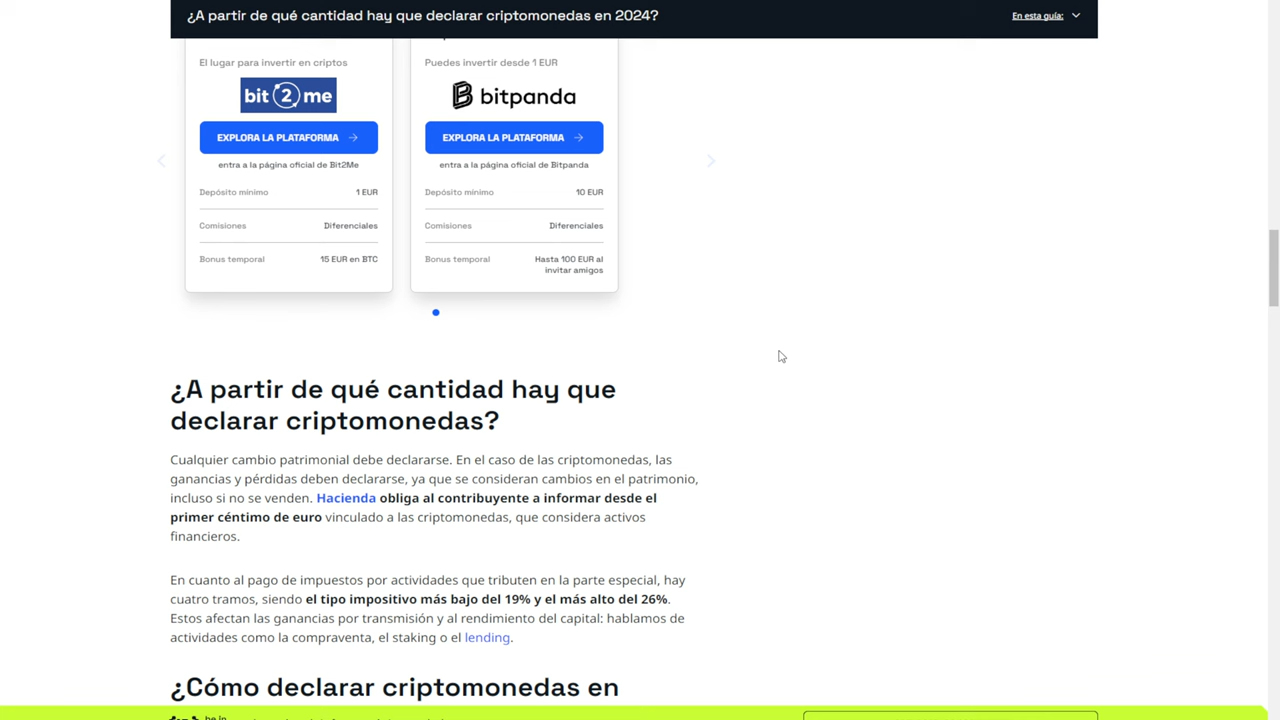 ¿A partir de qué cantidad hay que declarar criptomonedas en 2024?
En esta guía:
El lugar para invertir en criptos
bit 2 me
EXPLORA LA PLATAFORMA
entra a la página oficial de Bit2Me
Depósito mínimo 1 EUR
Comisiones Diferenciales
Bonus temporal 15 EUR en BTC
Puedes invertir desde 1 EUR
bitpanda
EXPLORA LA PLATAFORMA
entra a la página oficial de Bitpanda
Depósito mínimo 10 EUR
Comisiones Diferenciales
Bonus temporal Hasta 100 EUR al
invitar amigos
¿A partir de qué cantidad hay que
declarar criptomonedas?
Cualquier cambio patrimonial debe declararse. En el caso de las criptomonedas, las
ganancias y pérdidas deben declararse, ya que se consideran cambios en el patrimonio,
incluso si no se venden. Hacienda obliga al contribuyente a informar desde el
primer céntimo de euro vinculado a las criptomonedas, que considera activos
financieros.
En cuanto al pago de impuestos por actividades que tributen en la parte especial, hay
cuatro tramos, siendo el tipo impositivo más bajo del 19% y el más alto del 26%.
Estos afectan las ganancias por transmisión y al rendimiento del capital: hablamos de
actividades como la compraventa, el staking o el lending.
¿Cómo declarar criptomonedas en